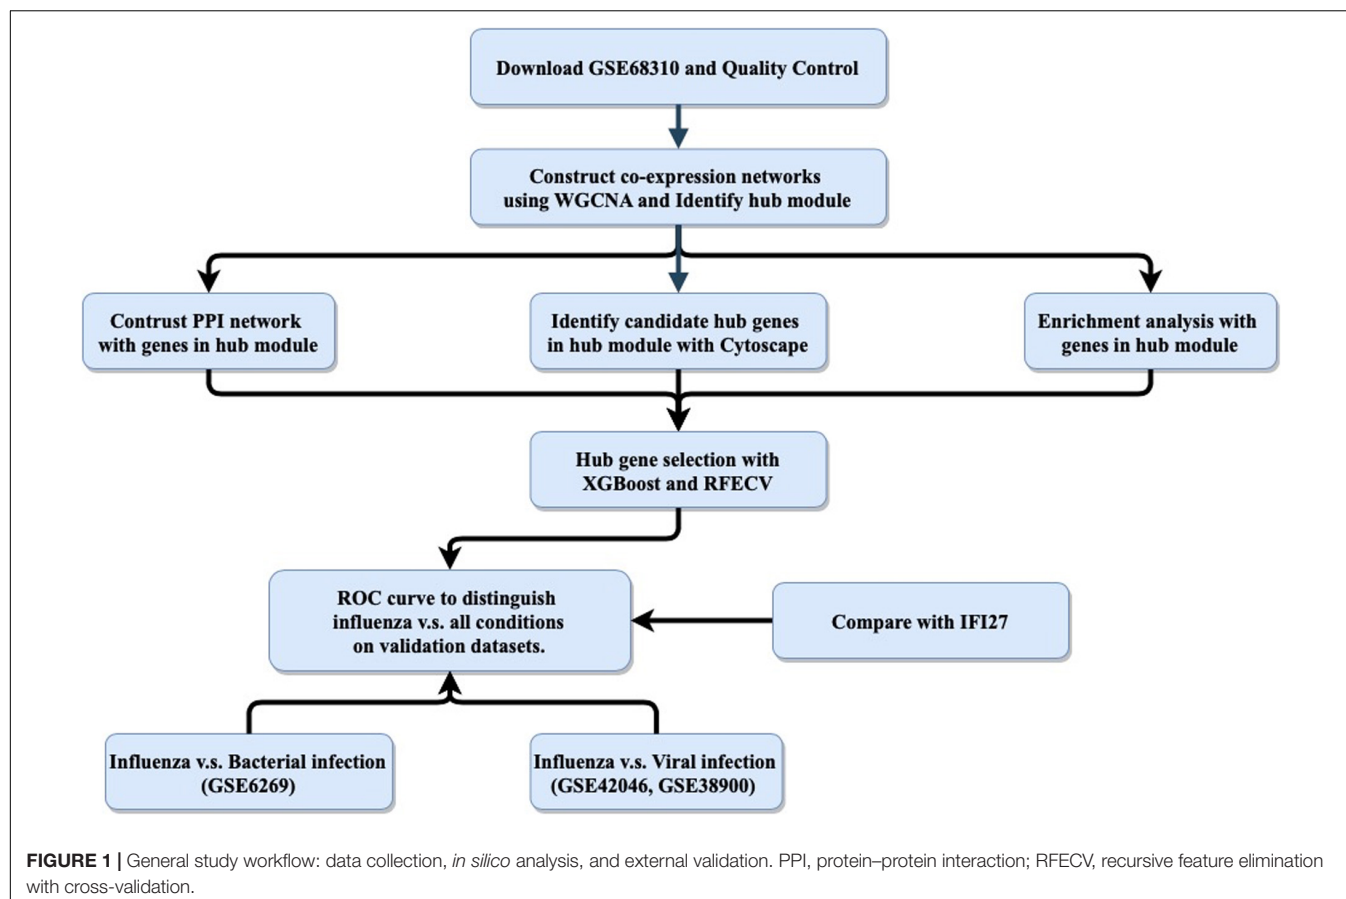 Download GSE68310 and Quality Control
Construct co-expression networks
using WGCNA and Identify hub module
Contrust PPI network
with genes in hub module
Identify candidate hub genes
in hub module with Cytoscape
Enrichment analysis with
genes in hub module
Hub gene selection with
XGBoost and RFECV
ROC curve to distinguish
influenza v.s. all conditions
on validation datasets.
Compare with IFI27
Influenza v.s. Bacterial infection
(GSE6269)
Influenza v.s. Viral infection
(GSE42046, GSE38900)
FIGURE 1 | General study workflow: data collection, in silico analysis, and external validation. PPI, protein–protein interaction; RFECV, recursive feature elimination
with cross-validation.